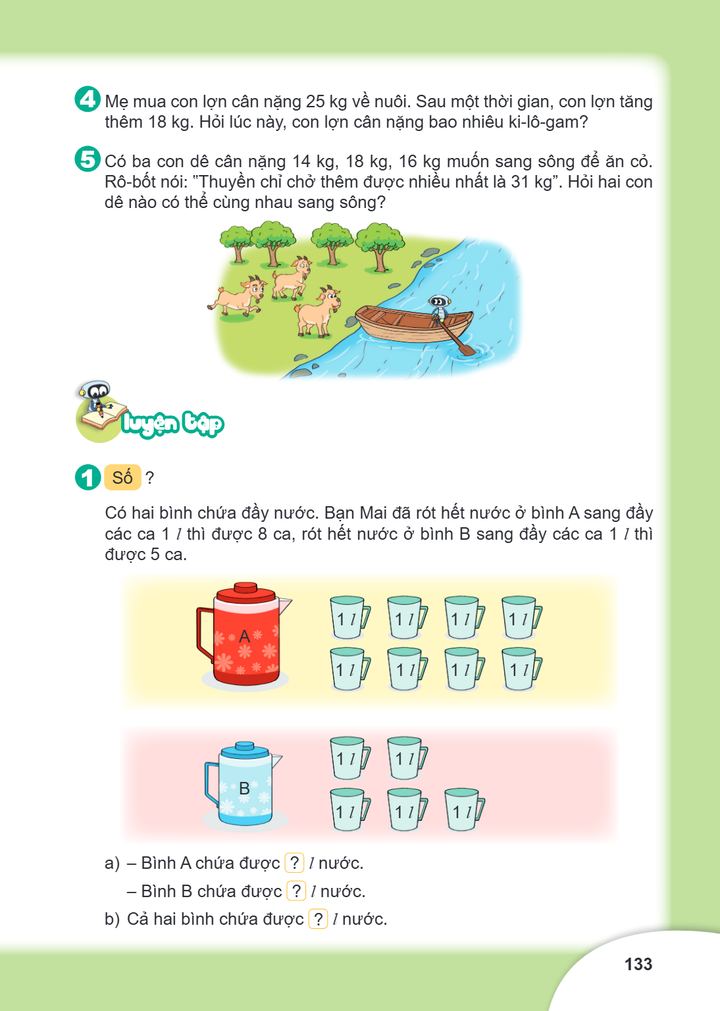 4 Mẹ mua con lợn cân nặng 25 kg về nuôi. Sau một thời gian, con lợn tăng
thêm 18 kg. Hỏi lúc này, con lợn cân nặng bao nhiêu ki-lô-gam?
5 Có ba con dê cân nặng 14 kg, 18 kg, 16 kg muốn sang sông để ăn cỏ.
Rô-bốt nói: "Thuyền chỉ chở thêm được nhiều nhất là 31 kg”. Hỏi hai con
dê nào có thể cùng nhau sang sông?
luyện tập
1 Số ?
Có hai bình chứa đầy nước. Bạn Mai đã rót hết nước ở bình A sang đầy
các ca 1 l thì được 8 ca, rót hết nước ở bình B sang đầy các ca 1 l thì
được 5 ca.
A 1 l 1 l 1 l 1 l
1 l 1 l 1 l 1 l
B 1 l 1 l
1 l 1 l 1 l
a) – Bình A chứa được ? l nước.
– Bình B chứa được ? l nước.
b) Cả hai bình chứa được ? l nước.
133